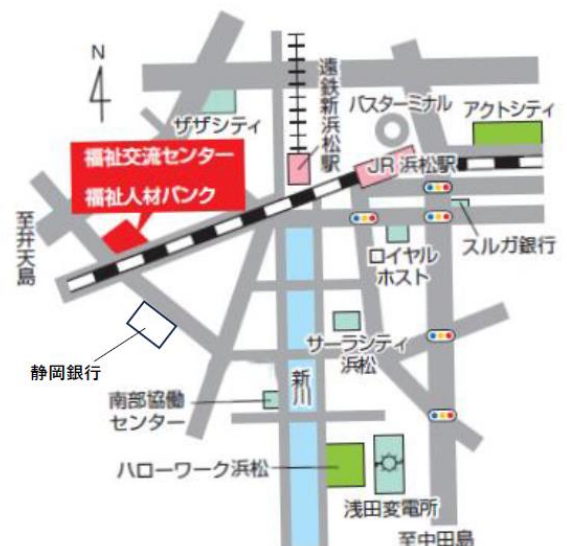 N
遠鉄新浜松駅
バスターミナル
アクトシティ
ザザシティ
福祉交流センター
福祉人材バンク
JR 浜松駅
至弁天島
ロイヤル
ホスト
スルガ銀行
サーラシティ
浜松
静岡銀行
新川
南部協働
センター
ハローワーク浜松
浅田変電所
至中田島